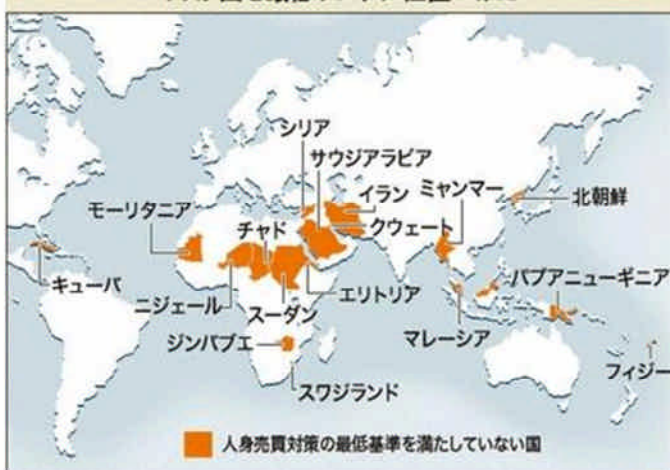 シリア
サウジアラビア
イラン
ミャンマー
北朝鮮
モーリタニア
チャド
クウェート
キューバ
ニジェール
スーダン
エリトリア
マレーシア
パプアニューギニア
ジンバブエ
フィジー
スワジランド
人身売買対策の最低基準を満たしていない国